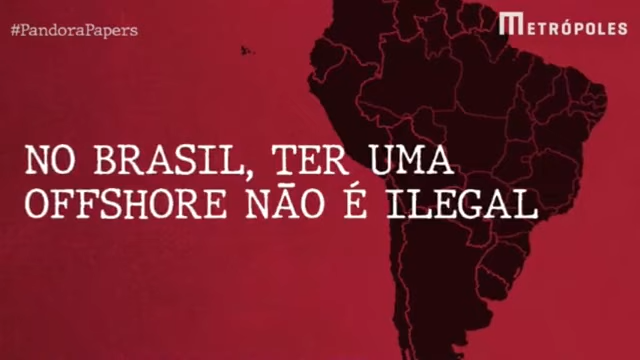 #PandoraPapers
METRÓPOLES
NO BRASIL, TER UMA
OFFSHORE NÃO É ILEGAL